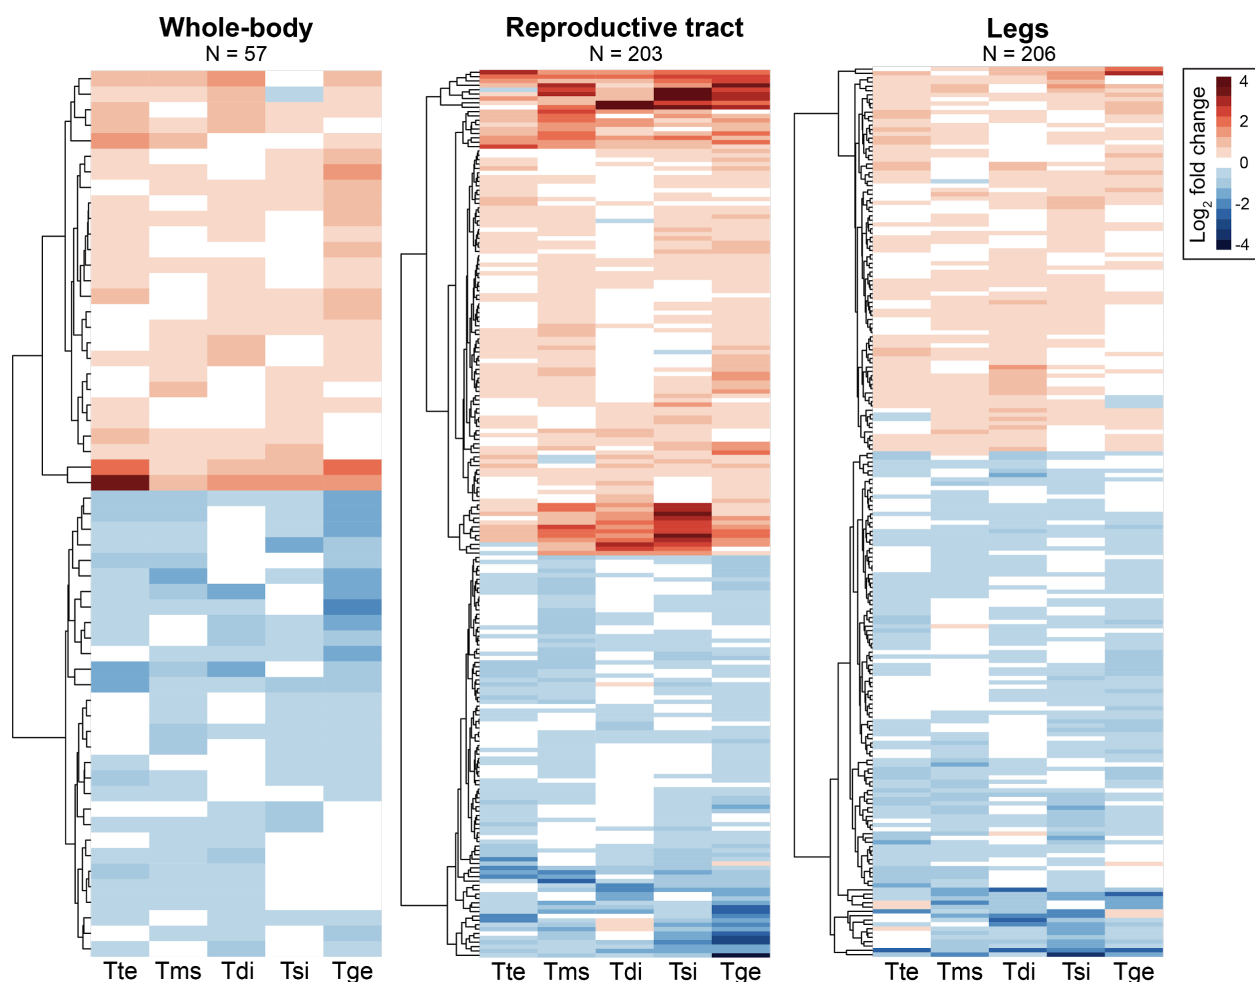 Whole-body
N = 57
Reproductive tract
N = 203
Legs
N = 206
4
2
0
-2
-4
Log2 fold change
Tte Tms Tdi Tsi Tge
Tte Tms Tdi Tsi Tge
Tte Tms Tdi Tsi Tge